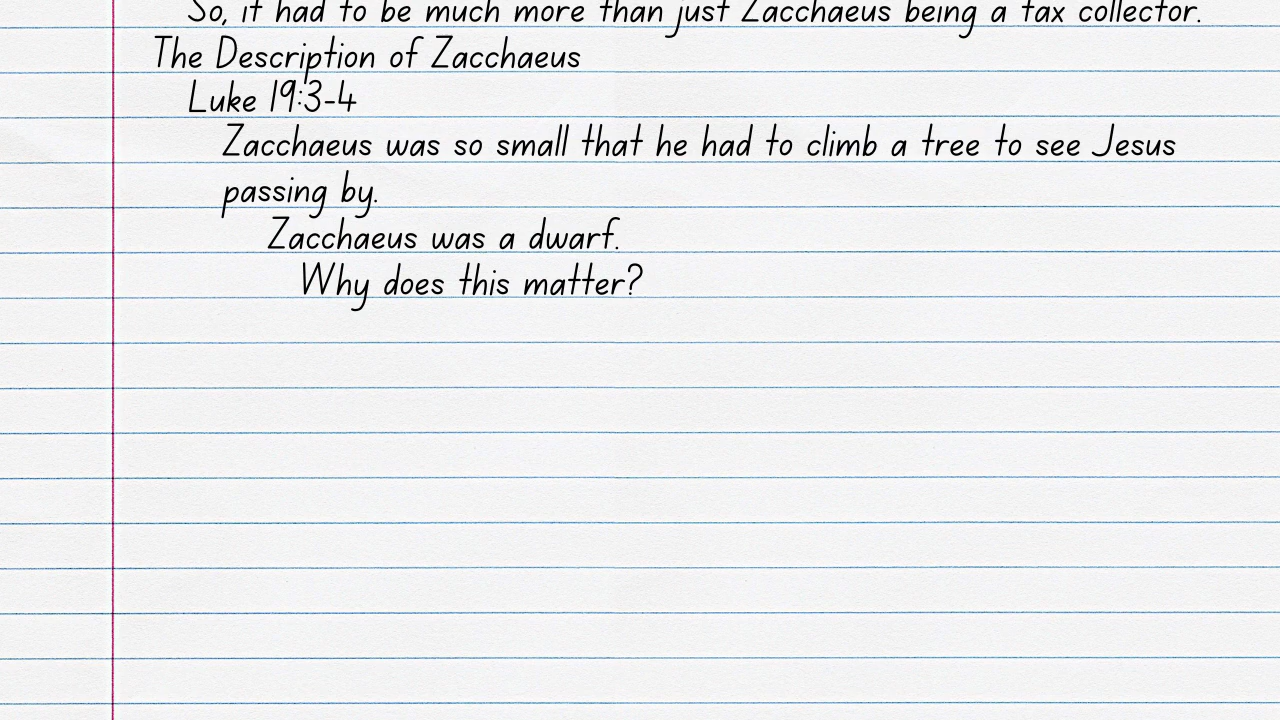 So, it had to be much more than just Zacchaeus being a tax collector.
The Description of Zacchaeus
Luke 19:3-4
Zacchaeus was so small that he had to climb a tree to see Jesus
passing by.
Zacchaeus was a dwarf.
Why does this matter?